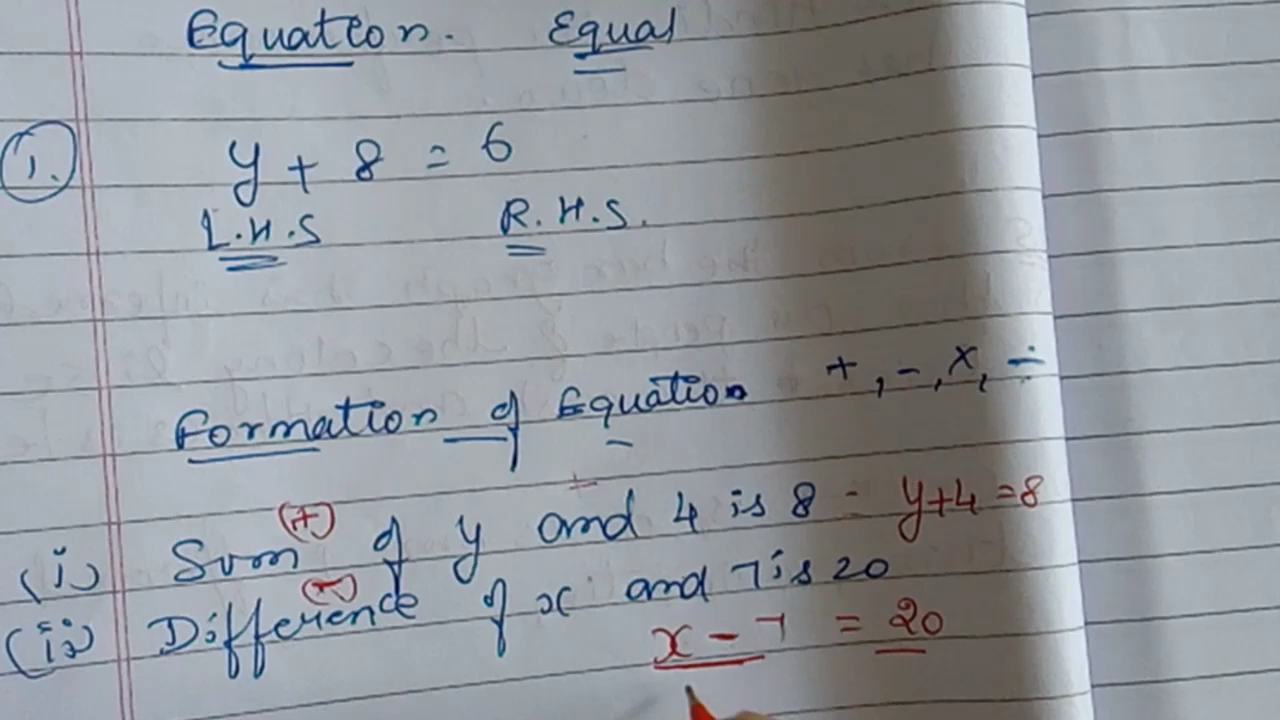 Equation. Equal
1. y + 8 = 6
L.H.S R.H.S.
Formation of Equation +, -, x, ÷
(+)
(i) Sum of y and 4 is 8 - y+4=8
(-)
(ii) Difference of x and 7 is 20
x - 7 = 20